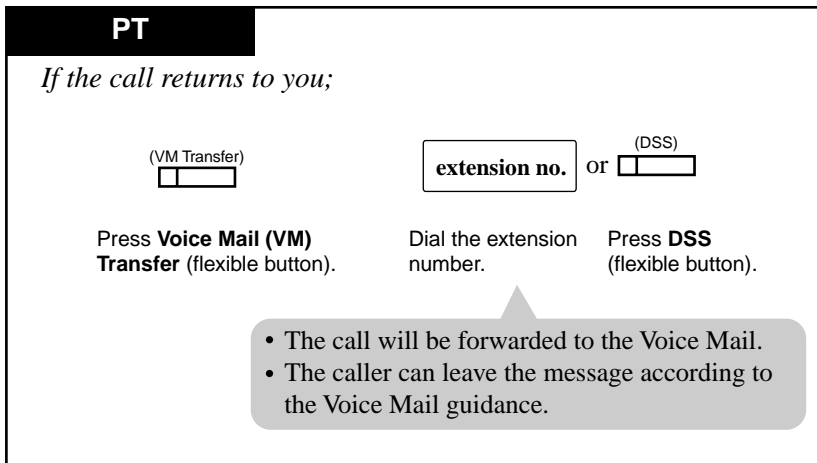 PT
If the call returns to you;
(VM Transfer)
extension no. or (DSS)
Press Voice Mail (VM)
Transfer (flexible button).
Dial the extension
number.
Press DSS
(flexible button).
• The call will be forwarded to the Voice Mail.
• The caller can leave the message according to
the Voice Mail guidance.